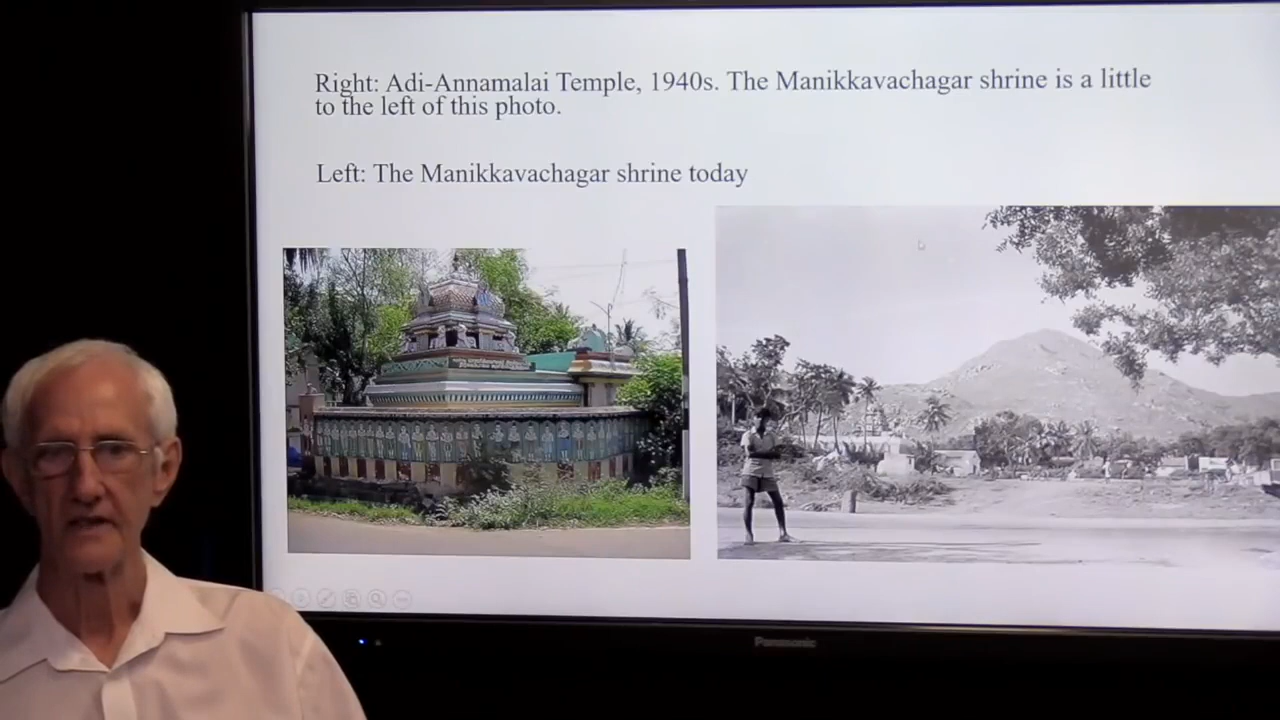 Right: Adi-Annamalai Temple, 1940s. The Manikkavachagar shrine is a little
to the left of this photo.
Left: The Manikkavachagar shrine today
Panasonic